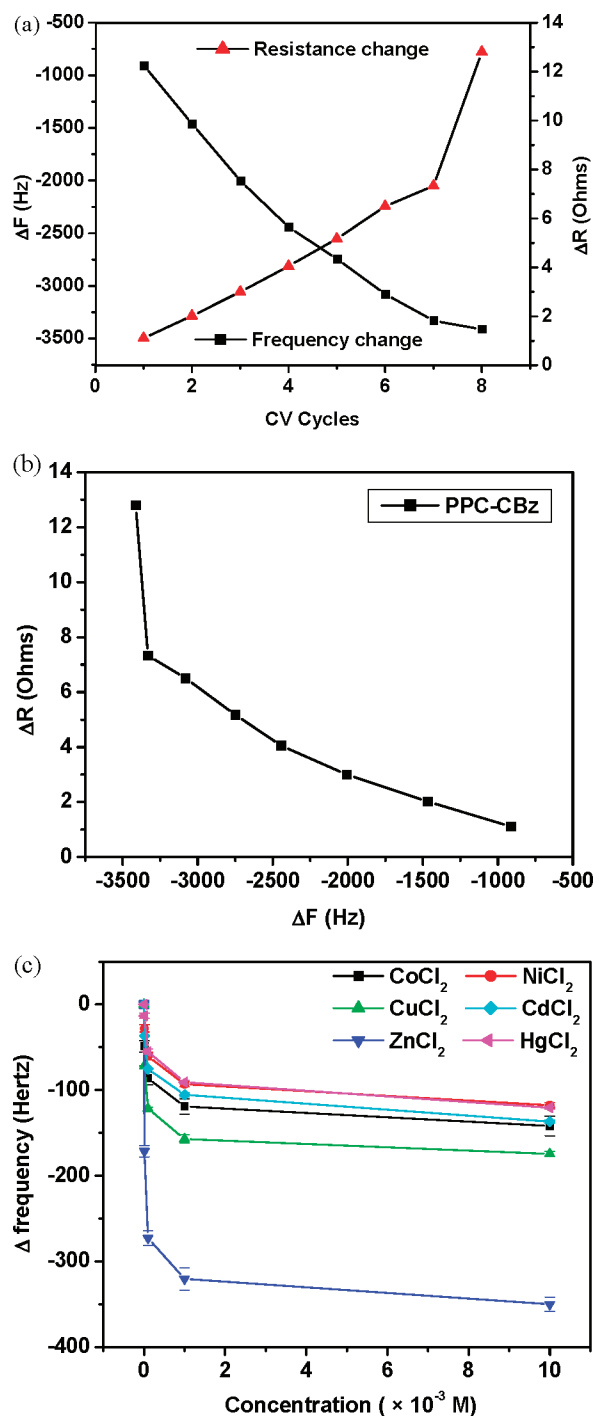 (a)
-500
-1000
-1500
-2000
-2500
-3000
-3500
ΔF (Hz)
Resistance change
Frequency change
14
12
10
8
6
4
2
0
ΔR (Ohms)
0 2 4 6 8
CV Cycles
(b)
14
12
10
8
6
4
2
0
ΔR (Ohms)
PPC-CBz
-3500 -3000 -2500 -2000 -1500 -1000 -500
ΔF (Hz)
(c)
CoCl₂ NiCl₂
CuCl₂ CdCl₂
ZnCl₂ HgCl₂
0
-100
-200
-300
-400
Δ frequency (Hertz)
0 2 4 6 8 10
Concentration ( × 10⁻³ M)